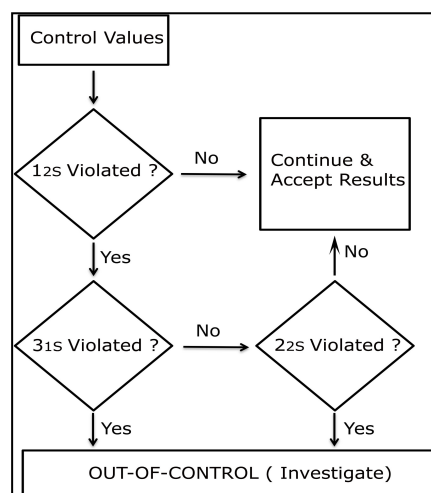 Control Values
No
12S Violated ?
Continue &
Accept Results
Yes
No
31S Violated ?
No
22S Violated ?
Yes
Yes
OUT-OF-CONTROL ( Investigate)